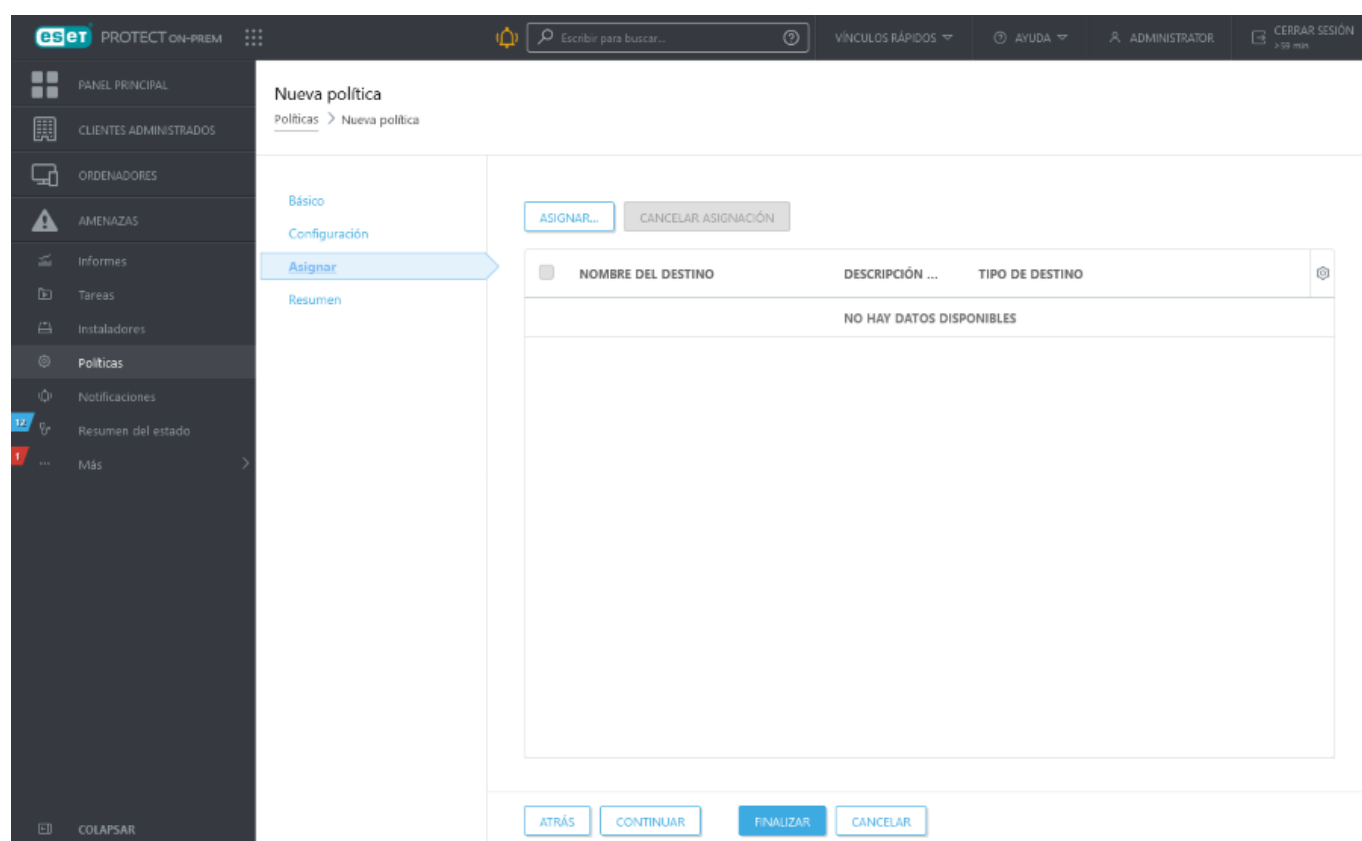 eset PROTECT ON-PREM
Escribir para buscar...
VÍNCULOS RÁPIDOS
AYUDA
ADMINISTRATOR
CERRAR SESIÓN
> 59 min
PANEL PRINCIPAL
CLIENTES ADMINISTRADOS
ORDENADORES
AMENAZAS
Informes
Tareas
Instaladores
Políticas
Notificaciones
12
Resumen del estado
1
Más
COLAPSAR
Nueva política
Políticas > Nueva política
Básico
Configuración
Asignar
Resumen
ASIGNAR...
CANCELAR ASIGNACIÓN
NOMBRE DEL DESTINO
DESCRIPCIÓN ...
TIPO DE DESTINO
NO HAY DATOS DISPONIBLES
ATRÁS
CONTINUAR
FINALIZAR
CANCELAR